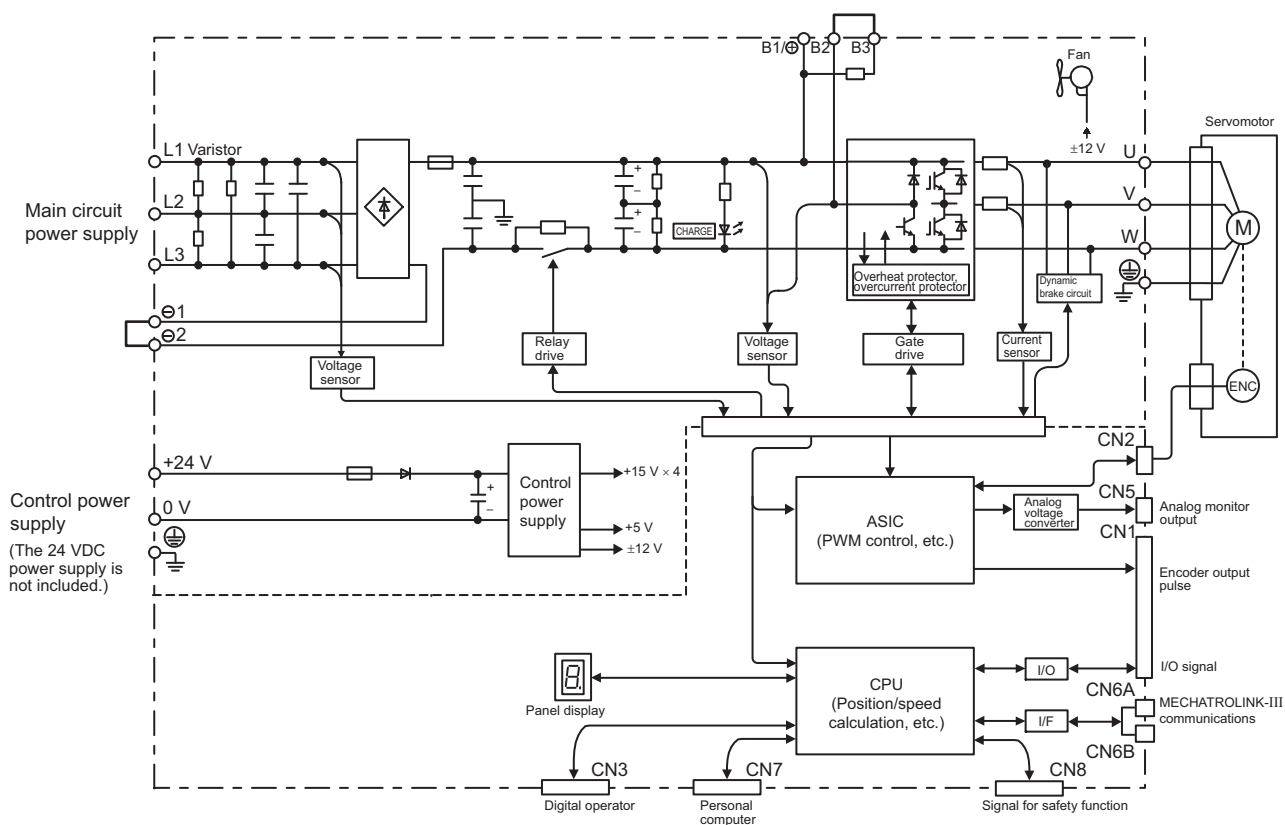 B1/⊕ B2 B3
Fan
±12 V
Servomotor
L1 Varistor
U
L2
V
Main circuit
power supply
W
L3
M
CHARGE
+
–
+
–
Overheat protector,
overcurrent protector
Dynamic
brake circuit
⊖1
⊖2
Voltage
sensor
Relay
drive
Voltage
sensor
Gate
drive
Current
sensor
ENC
CN2
+24 V
+
–
Control
power
supply
+15 V × 4
+5 V
±12 V
Control power
supply
0 V
(The 24 VDC
power supply is
not included.)
ASIC
(PWM control, etc.)
Analog
voltage
converter
CN5
Analog monitor
output
CN1
Encoder output
pulse
8.
Panel display
CPU
(Position/speed
calculation, etc.)
I/O
I/O signal
CN6A
I/F
MECHATROLINK-III
communications
CN6B
CN3
Digital operator
CN7
Personal
computer
CN8
Signal for safety function